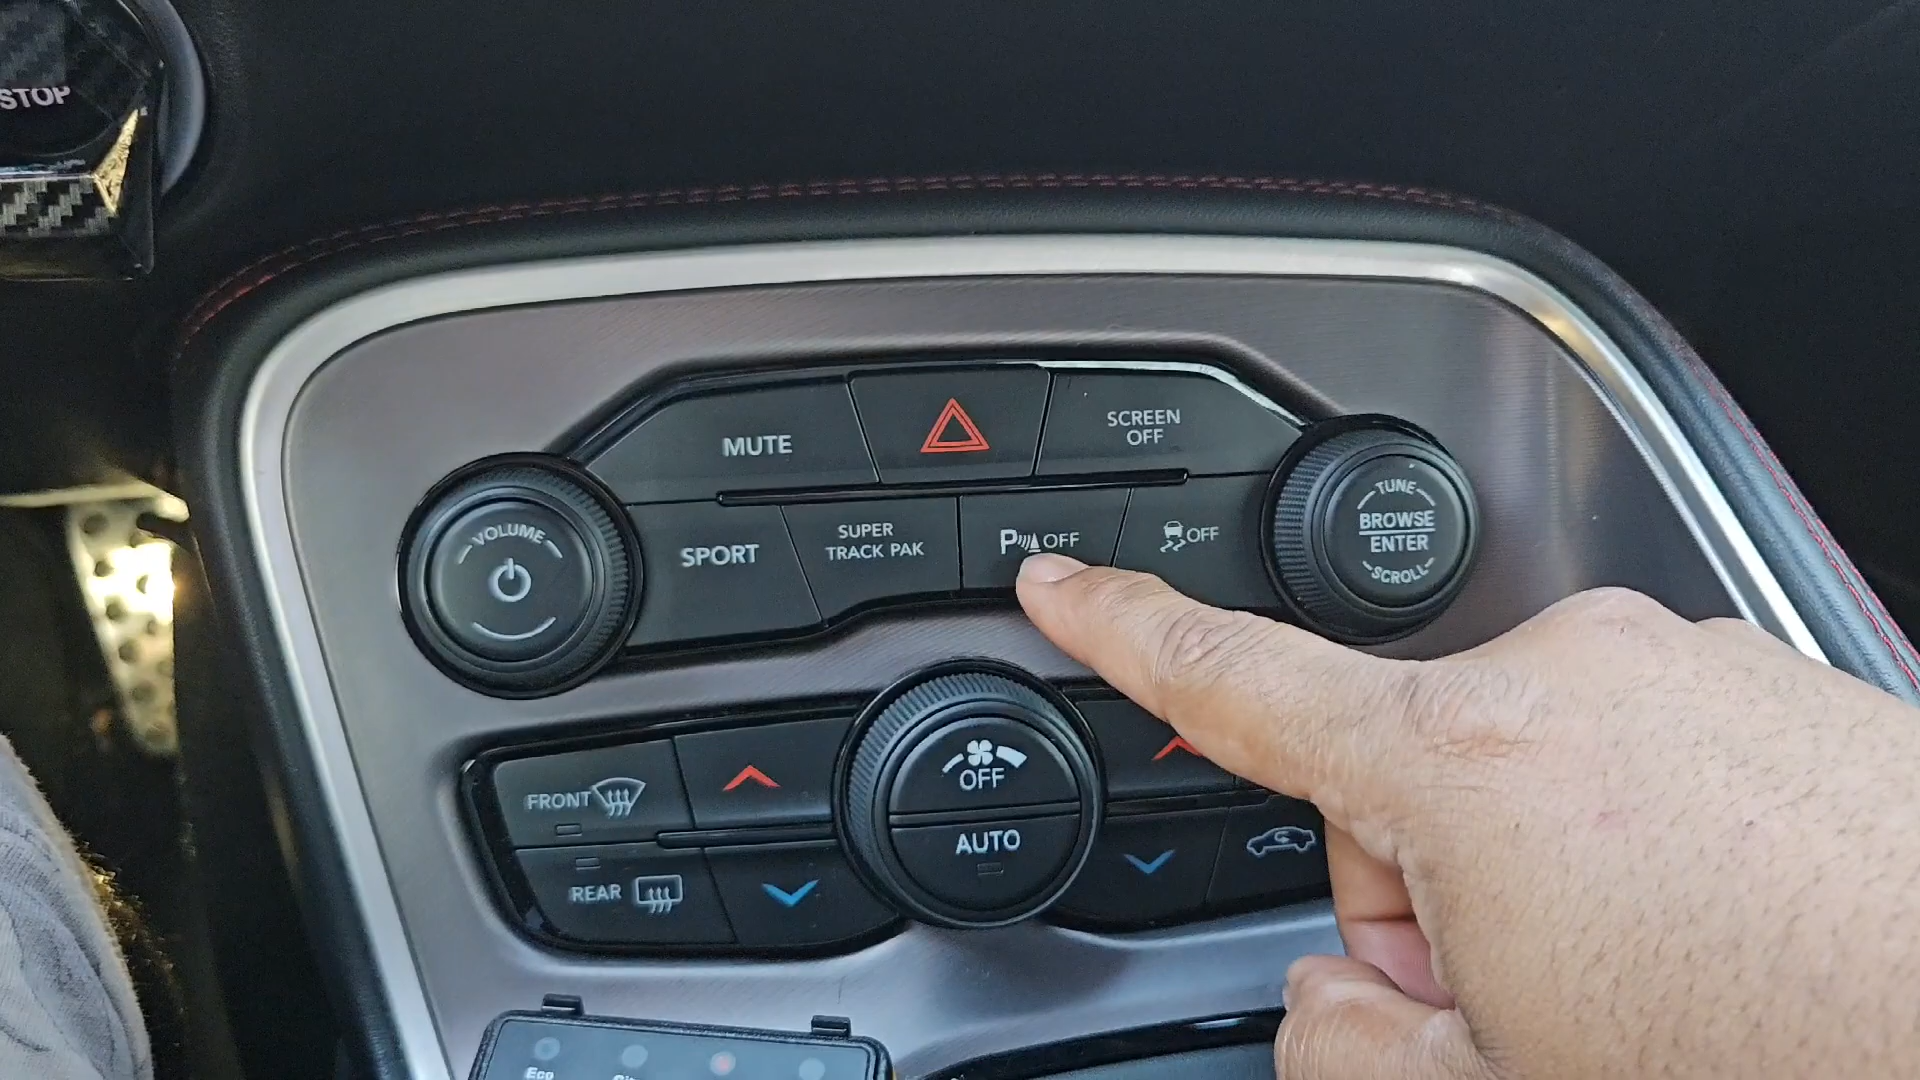 STOP
MUTE
SCREEN
OFF
VOLUME
SPORT
SUPER
TRACK PAK
P OFF
OFF
TUNE
BROWSE
ENTER
SCROLL
FRONT
OFF
AUTO
REAR
Eco